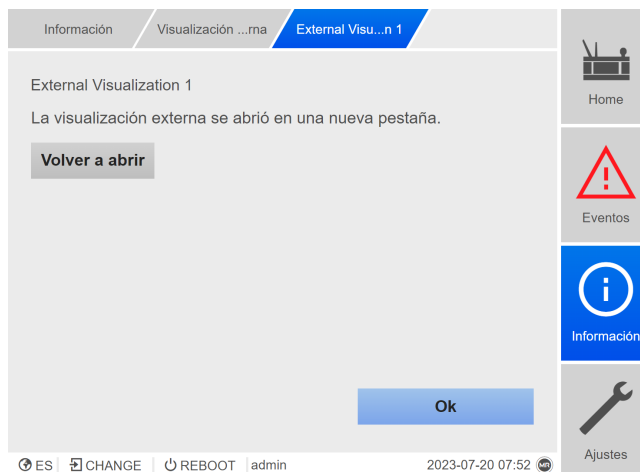 Información
Visualización ...rna
External Visu...n 1
External Visualization 1
La visualización externa se abrió en una nueva pestaña.
Volver a abrir
Ok
Home
Eventos
Información
Ajustes
ES CHANGE REBOOT admin 2023-07-20 07:52 MR